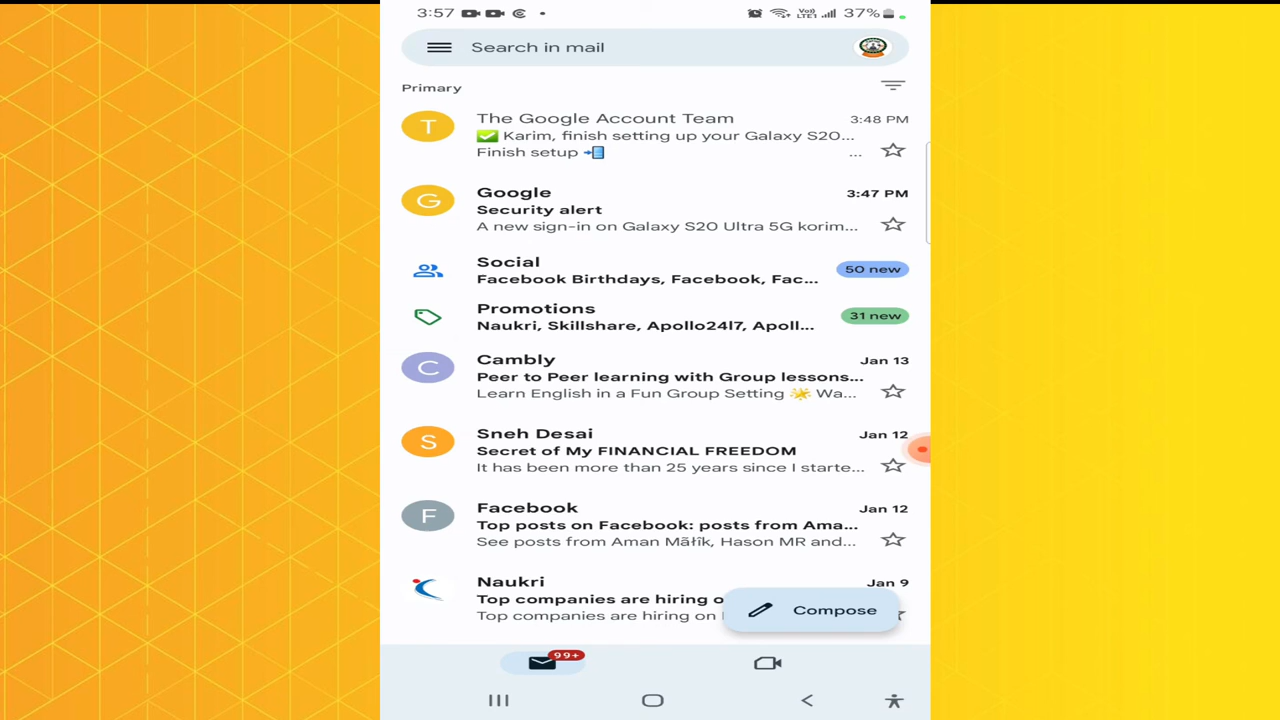 3:57 37%
Search in mail
Primary
T The Google Account Team 3:48 PM
✅ Karim, finish setting up your Galaxy S20...
Finish setup 📲 ...
G Google 3:47 PM
Security alert
A new sign-in on Galaxy S20 Ultra 5G korim...
Social 50 new
Facebook Birthdays, Facebook, Fac...
Promotions 31 new
Naukri, Skillshare, Apollo24l7, Apoll...
C Cambly Jan 13
Peer to Peer learning with Group lessons...
Learn English in a Fun Group Setting 🌟 Wa...
S Sneh Desai Jan 12
Secret of My FINANCIAL FREEDOM
It has been more than 25 years since I starte...
F Facebook Jan 12
Top posts on Facebook: posts from Ama...
See posts from Aman Mãłîk, Hason MR and...
Naukri Jan 9
Top companies are hiring o
Top companies are hiring on
Compose
99+